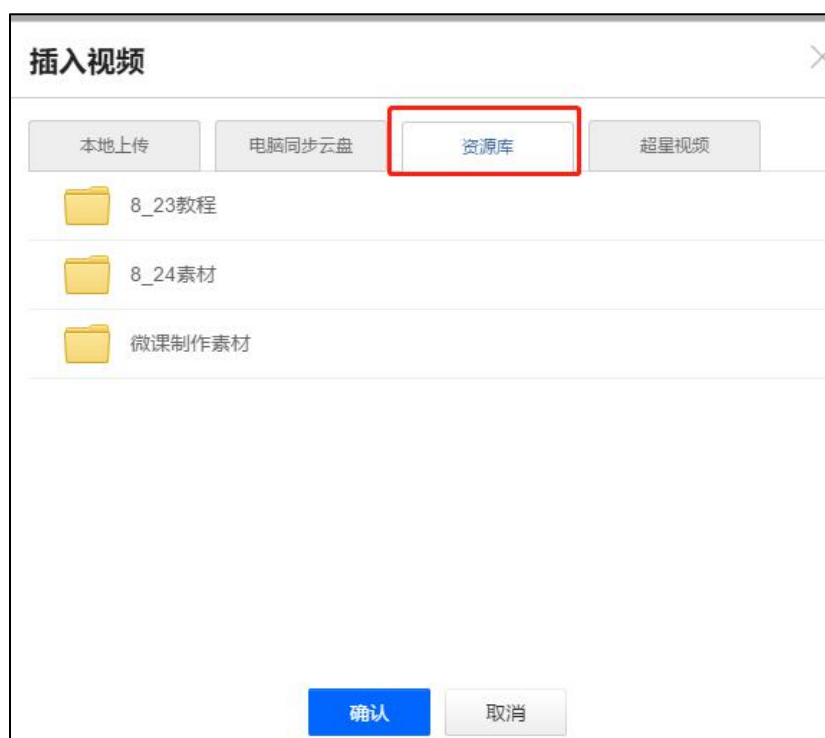 插入视频
本地上传 电脑同步云盘 资源库 超星视频
8_23教程
8_24素材
微课制作素材
确认 取消